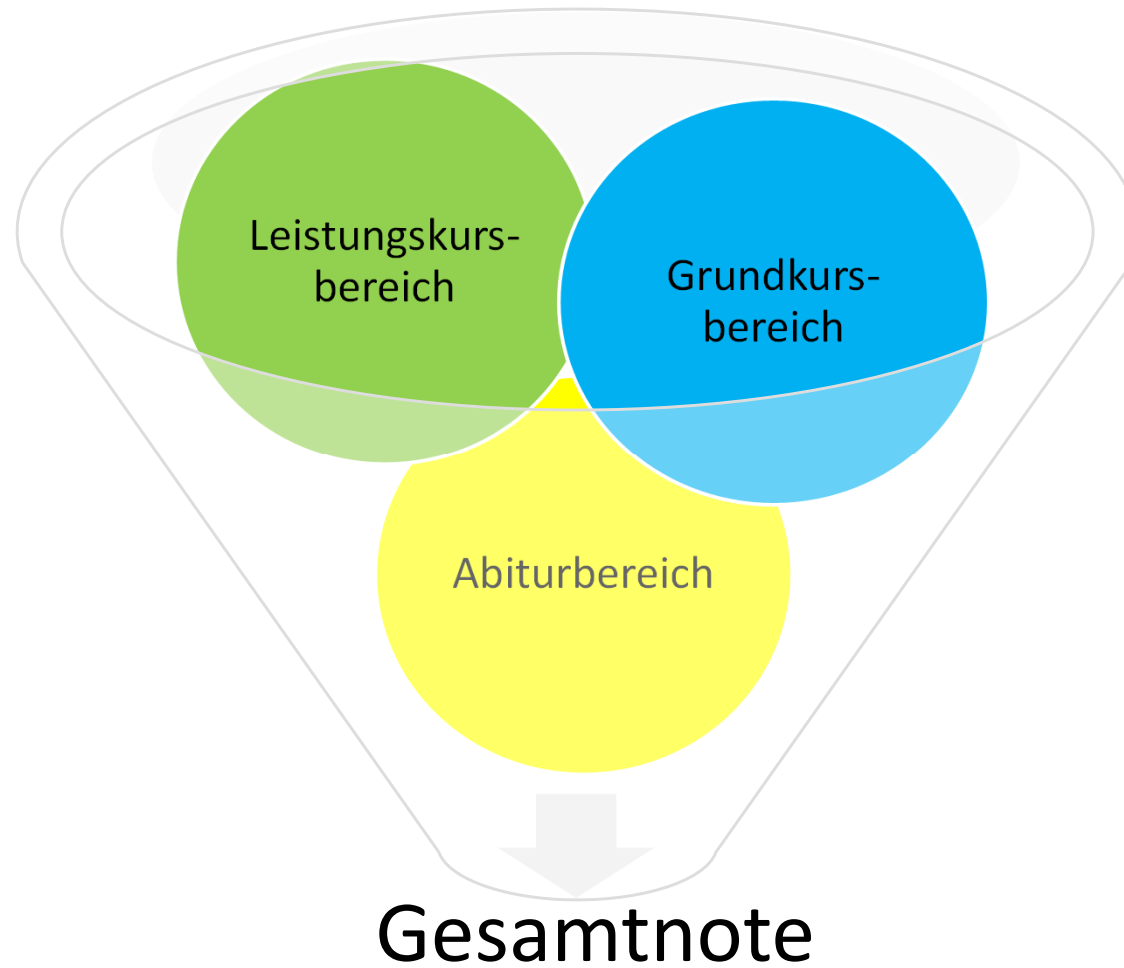 Leistungskurs-
bereich
Grundkurs-
bereich
Abiturbereich
Gesamtnote